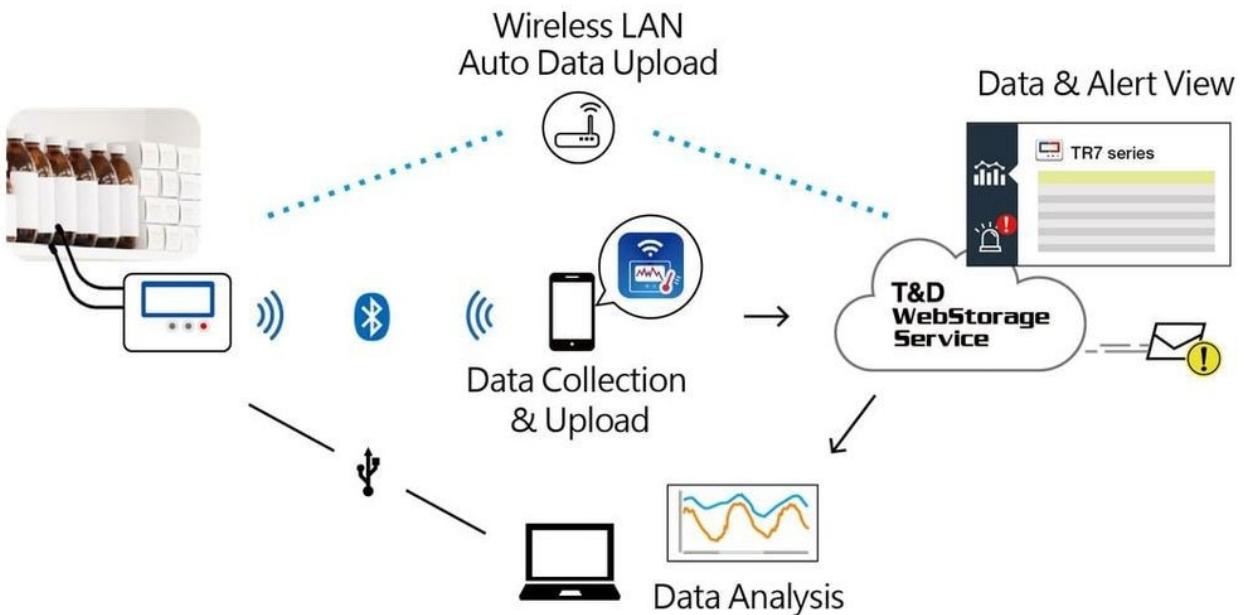 Wireless LAN
Auto Data Upload
Data & Alert View
TR7 series
T&D
WebStorage
Service
Data Collection
& Upload
Data Analysis